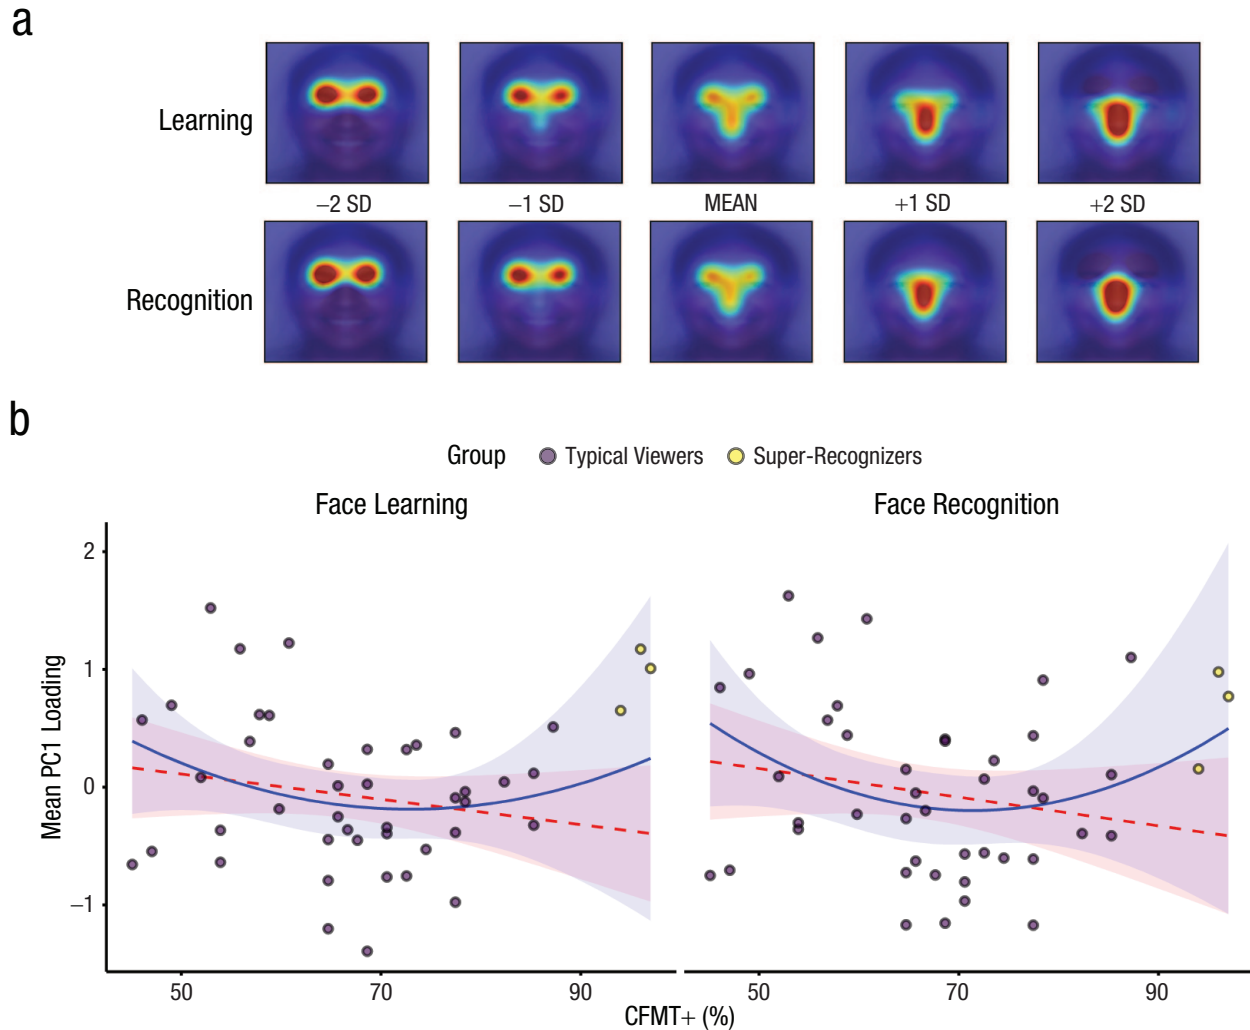 a
Learning
−2 SD
−1 SD
MEAN
+1 SD
+2 SD
Recognition
b
Group
Typical Viewers
Super-Recognizers
Face Learning
Face Recognition
Mean PC1 Loading
2
1
0
−1
50
70
90
50
70
90
CFMT+ (%)